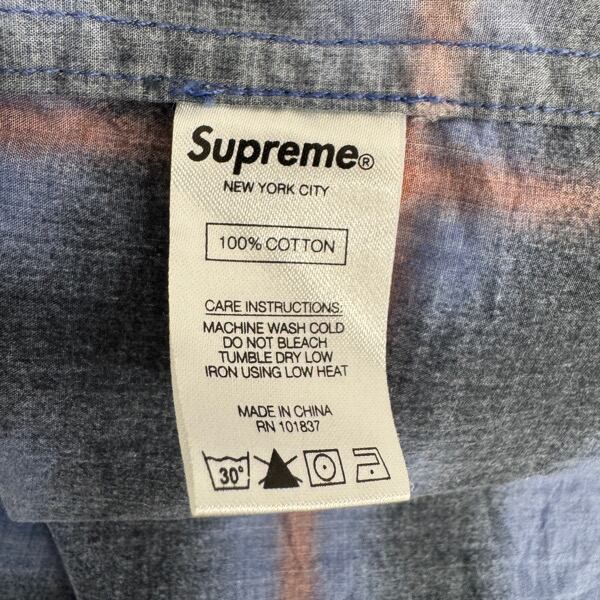 Supreme®
NEW YORK CITY
100% COTTON
CARE INSTRUCTIONS:
MACHINE WASH COLD
DO NOT BLEACH
TUMBLE DRY LOW
IRON USING LOW HEAT
MADE IN CHINA
RN 101837
30°